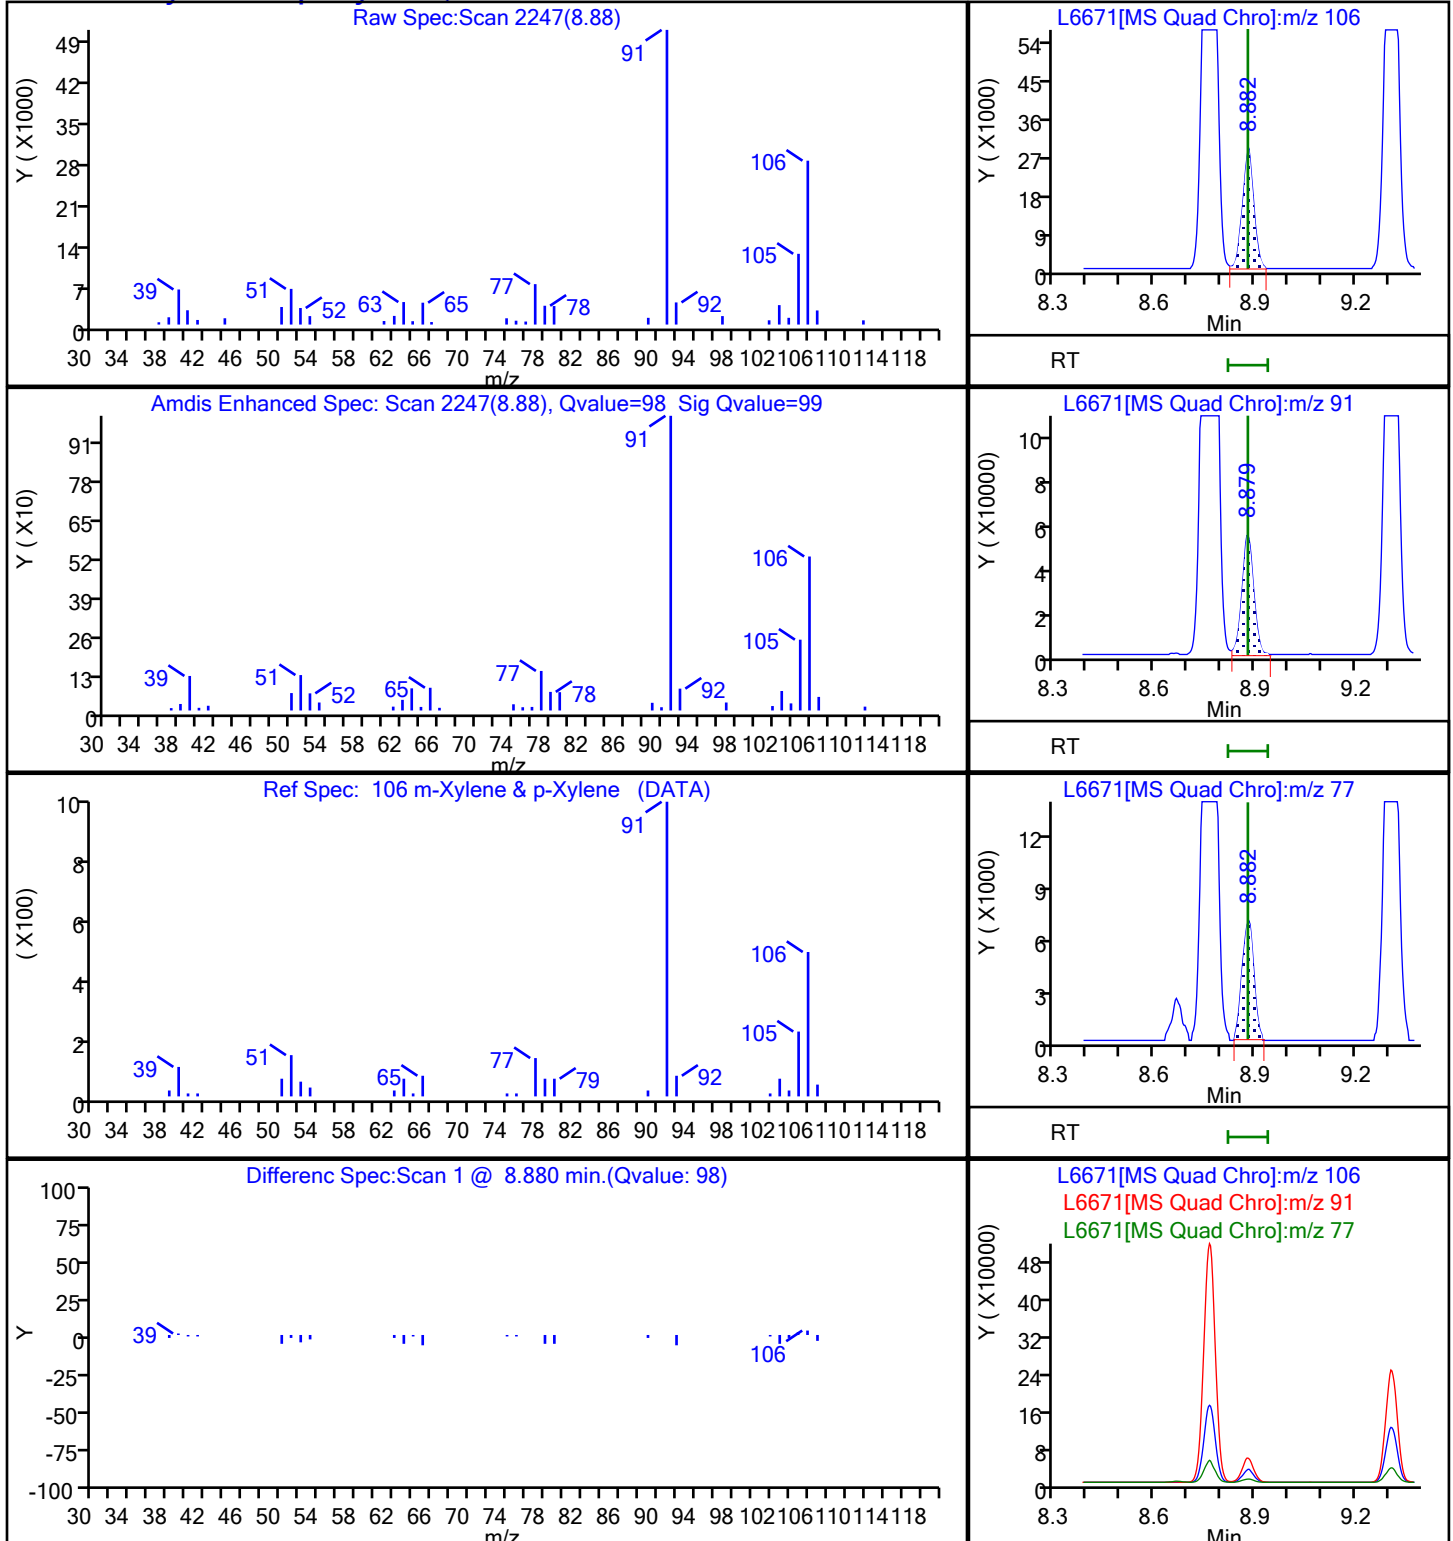 Raw Spec:Scan 2247(8.88)
Y ( X1000)
49
42
35
28
21
14
7
0
91
106
105
39
51
52
63
65
77
78
92
30 34 38 42 46 50 54 58 62 66 70 74 78 82 86 90 94 98 102 106 110 114 118
m/z
L6671[MS Quad Chro]:m/z 106
Y ( X1000)
54
45
36
27
18
9
0
8.882
8.3 8.6 8.9 9.2
Min
RT
Amdis Enhanced Spec: Scan 2247(8.88), Qvalue=98 Sig Qvalue=99
Y ( X10)
91
78
65
52
39
26
13
0
91
106
105
39
51
52
65
77
78
92
30 34 38 42 46 50 54 58 62 66 70 74 78 82 86 90 94 98 102 106 110 114 118
m/z
L6671[MS Quad Chro]:m/z 91
Y ( X10000)
10
8
6
4
2
0
8.879
8.3 8.6 8.9 9.2
Min
RT
Ref Spec: 106 m-Xylene & p-Xylene (DATA)
( X100)
10
8
6
4
2
0
91
106
105
39
51
65
77
79
92
30 34 38 42 46 50 54 58 62 66 70 74 78 82 86 90 94 98 102 106 110 114 118
m/z
L6671[MS Quad Chro]:m/z 77
Y ( X1000)
12
9
6
3
0
8.882
8.3 8.6 8.9 9.2
Min
RT
Differenc Spec:Scan 1 @ 8.880 min.(Qvalue: 98)
Y
100
75
50
25
0
-25
-50
-75
-100
39
106
30 34 38 42 46 50 54 58 62 66 70 74 78 82 86 90 94 98 102 106 110 114 118
m/z
L6671[MS Quad Chro]:m/z 106
L6671[MS Quad Chro]:m/z 91
L6671[MS Quad Chro]:m/z 77
Y ( X10000)
48
40
32
24
16
8
0
8.3 8.6 8.9 9.2
Min